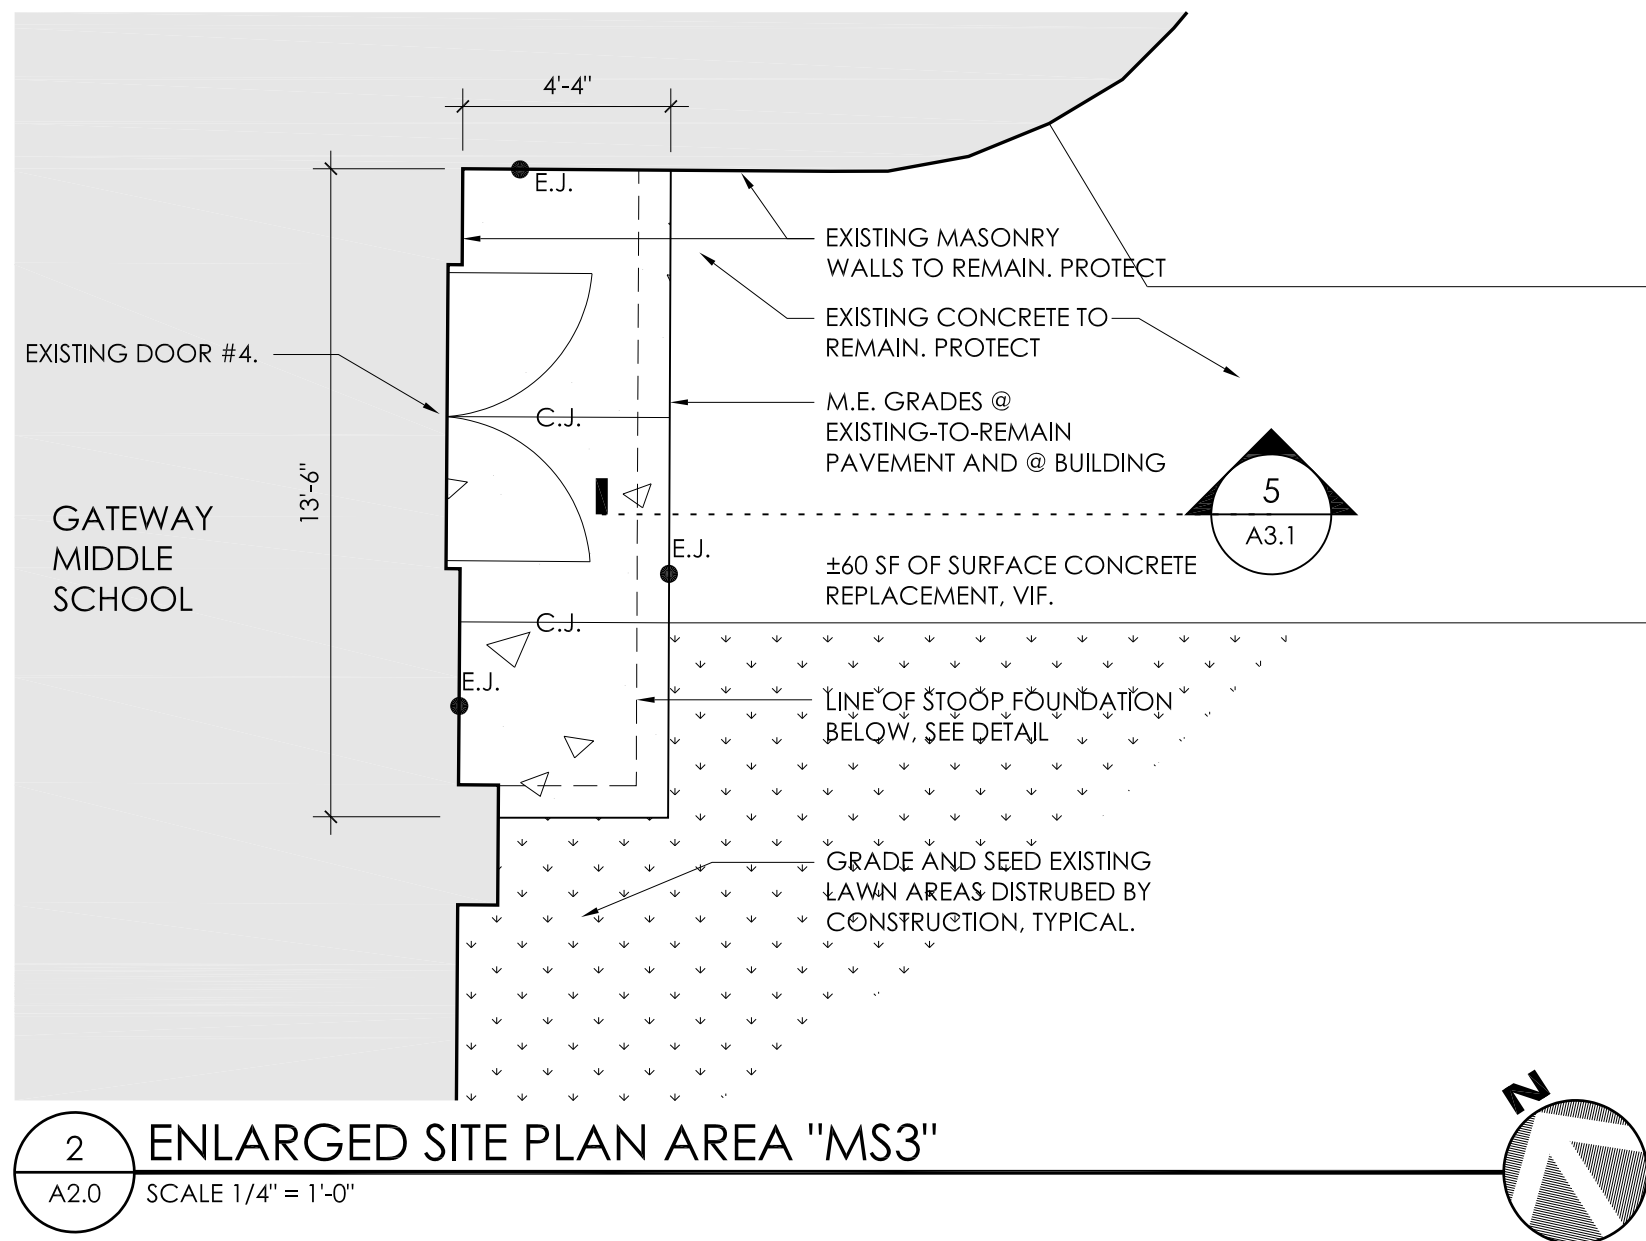 4'-4"
E.J.
EXISTING MASONRY
WALLS TO REMAIN. PROTECT
EXISTING CONCRETE TO
REMAIN. PROTECT
EXISTING DOOR #4.
M.E. GRADES @
EXISTING-TO-REMAIN
PAVEMENT AND @ BUILDING
C.J.
13'-6"
5
A3.1
GATEWAY
MIDDLE
SCHOOL
E.J.
±60 SF OF SURFACE CONCRETE
REPLACEMENT, VIF.
C.J.
E.J.
LINE OF STOOP FOUNDATION
BELOW, SEE DETAIL
GRADE AND SEED EXISTING
LAWN AREAS DISTRUBED BY
CONSTRUCTION, TYPICAL.
N
2
A2.0
ENLARGED SITE PLAN AREA "MS3"
SCALE 1/4" = 1'-0"